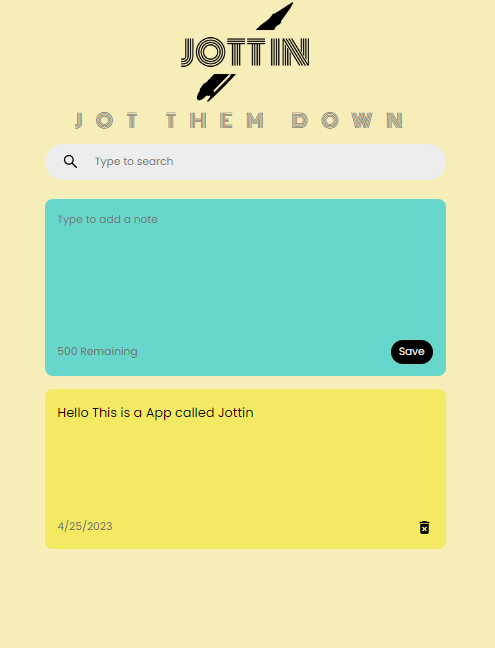 JOTTIN
JOT THEM DOWN
Type to search
Type to add a note
500 Remaining
Save
Hello This is a App called Jottin
4/25/2023